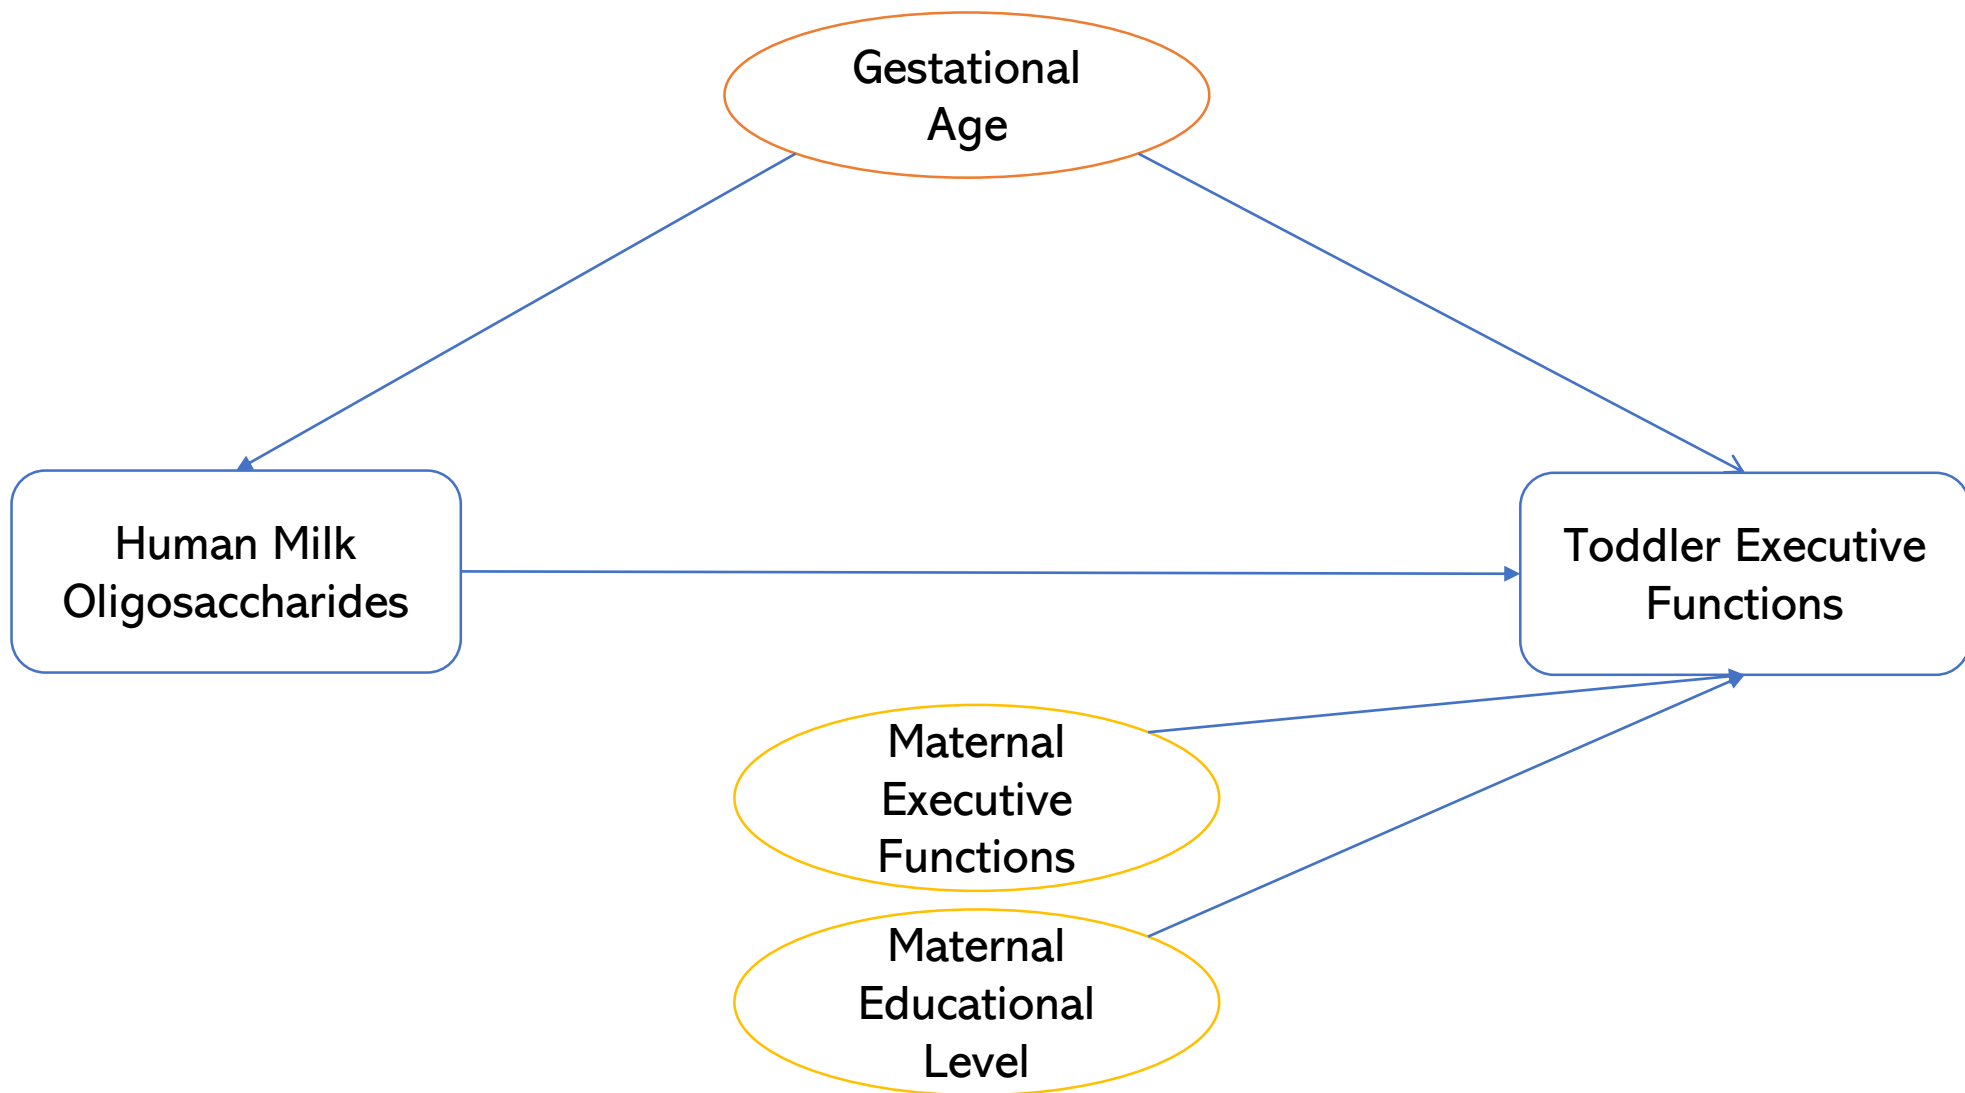 Gestational
Age
Human Milk
Oligosaccharides
Toddler Executive
Functions
Maternal
Executive
Functions
Maternal
Educational
Level